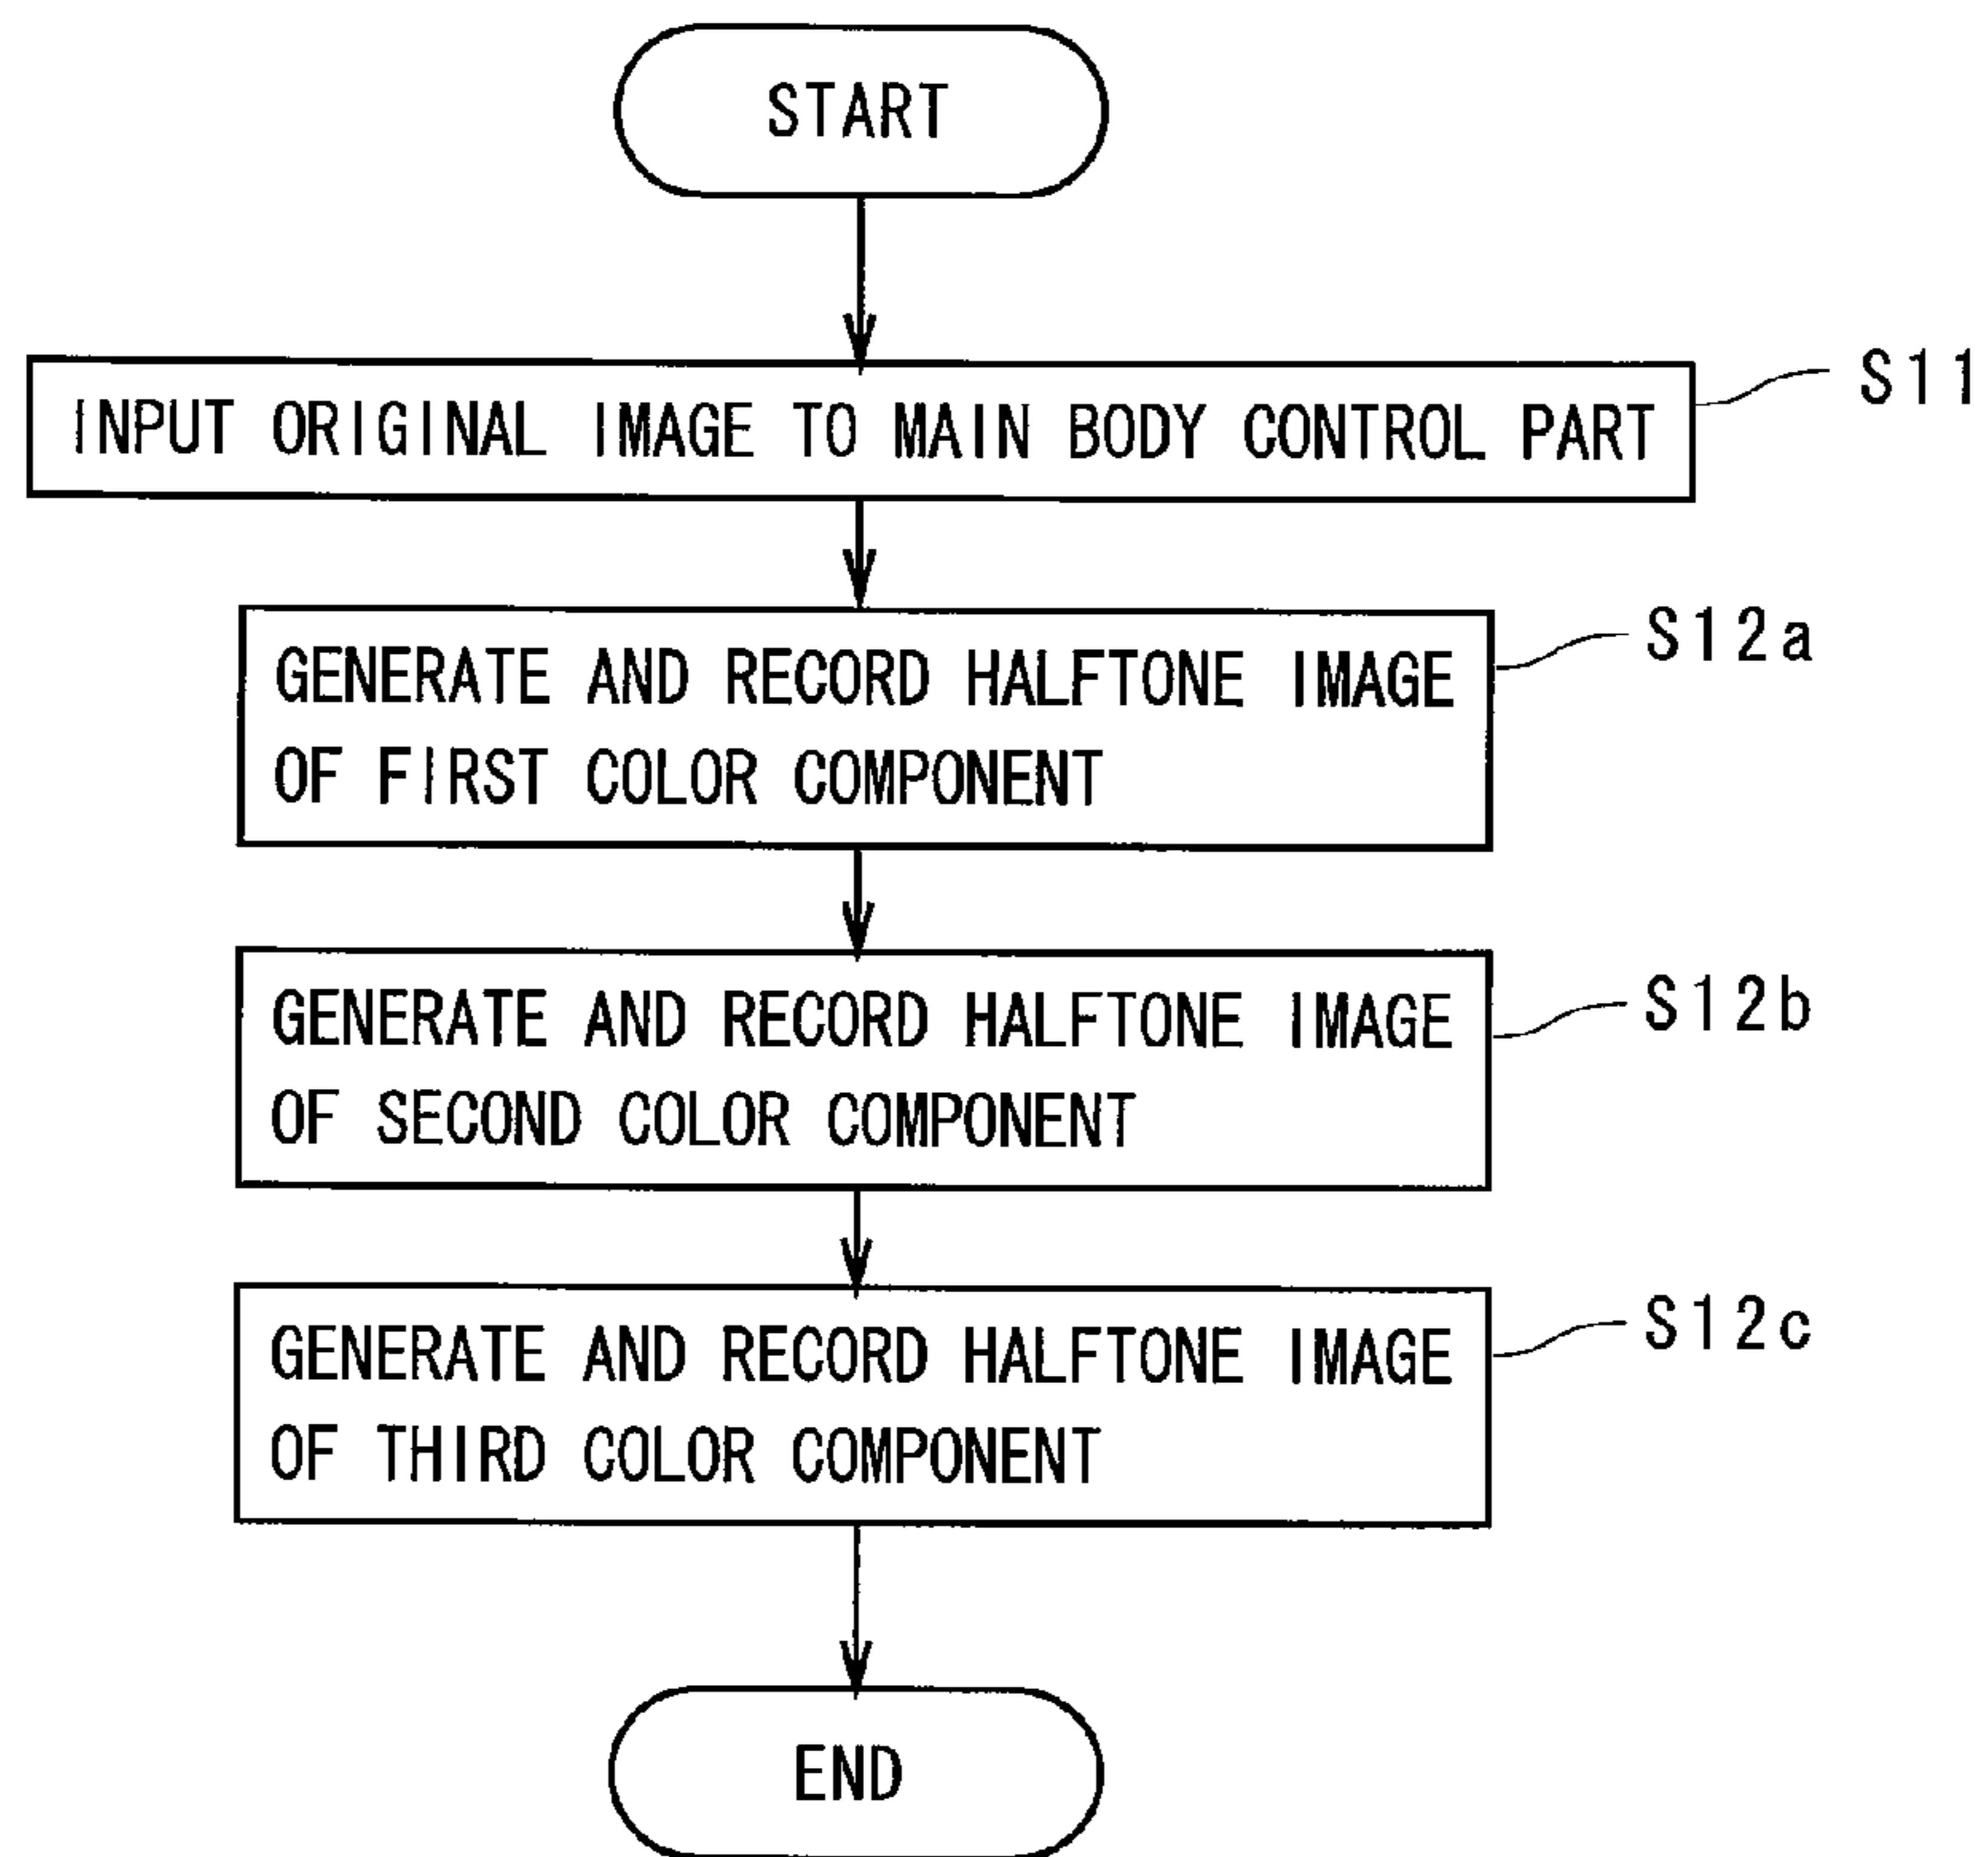 START
INPUT ORIGINAL IMAGE TO MAIN BODY CONTROL PART
S11
GENERATE AND RECORD HALFTONE IMAGE
OF FIRST COLOR COMPONENT
S12a
GENERATE AND RECORD HALFTONE IMAGE
OF SECOND COLOR COMPONENT
S12b
GENERATE AND RECORD HALFTONE IMAGE
OF THIRD COLOR COMPONENT
S12c
END